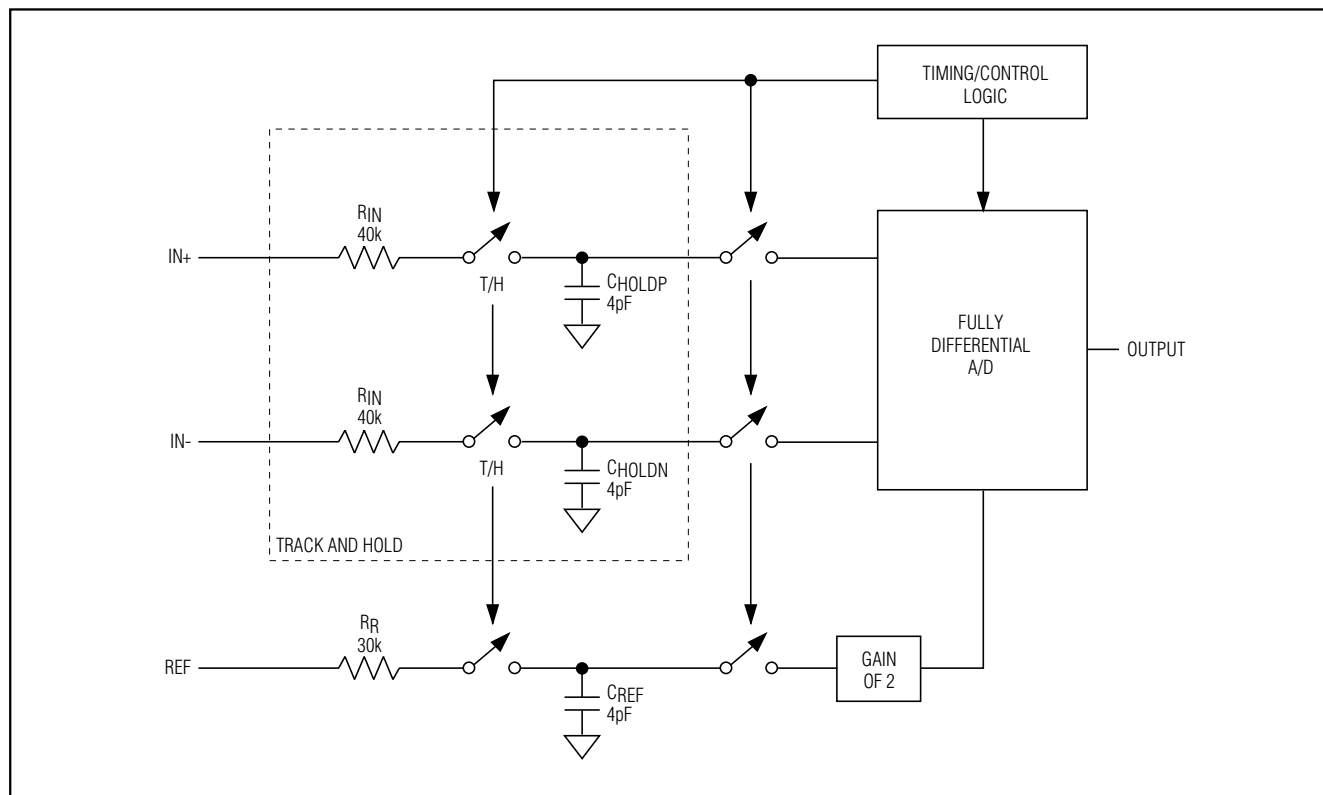 TIMING/CONTROL
LOGIC
RIN
40k
IN+
T/H
CHOLDP
4pF
FULLY
DIFFERENTIAL
A/D
OUTPUT
RIN
40k
IN-
T/H
CHOLDN
4pF
TRACK AND HOLD
RR
30k
REF
CREF
4pF
GAIN
OF 2